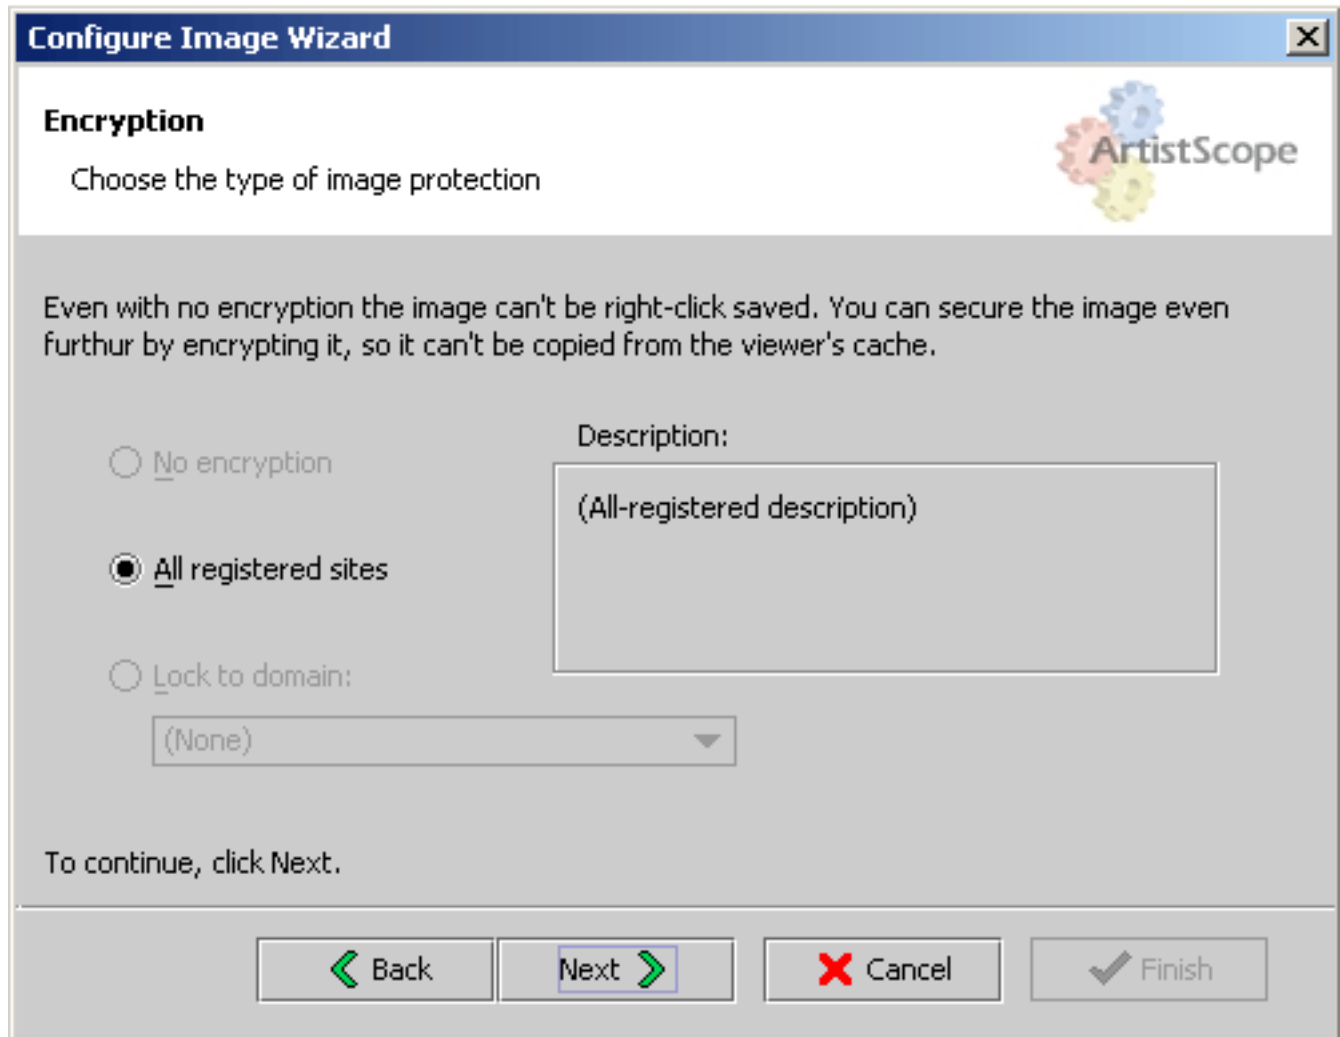 Configure Image Wizard
Encryption
Choose the type of image protection
ArtistScope
Even with no encryption the image can't be right-click saved. You can secure the image even
furthur by encrypting it, so it can't be copied from the viewer's cache.
No encryption
All registered sites
Lock to domain:
(None)
Description:
(All-registered description)
To continue, click Next.
Back
Next
Cancel
Finish